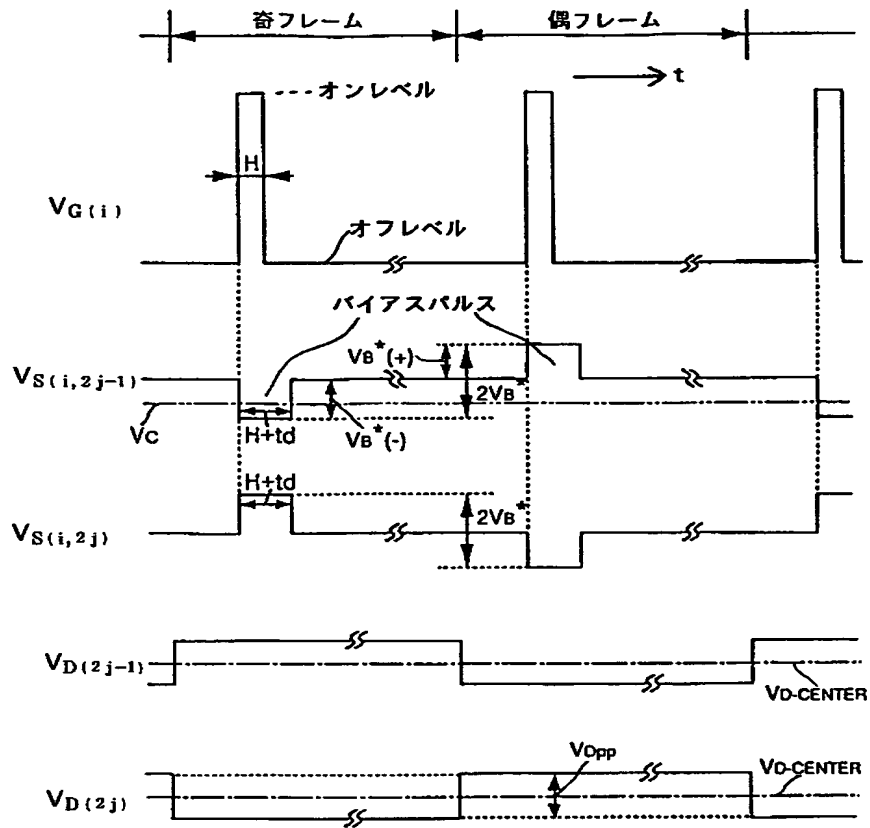 奇フレーム 偶フレーム
t
オンレベル
H
VG(i)
オフレベル
バイアスパルス
VB*(+)
VS(i,2j-1)
2VB*
VC
H+td
VB*(-)
H+td
2VB*
VS(i,2j)
VD(2j-1)
VD-CENTER
VDpp
VD-CENTER
VD(2j)